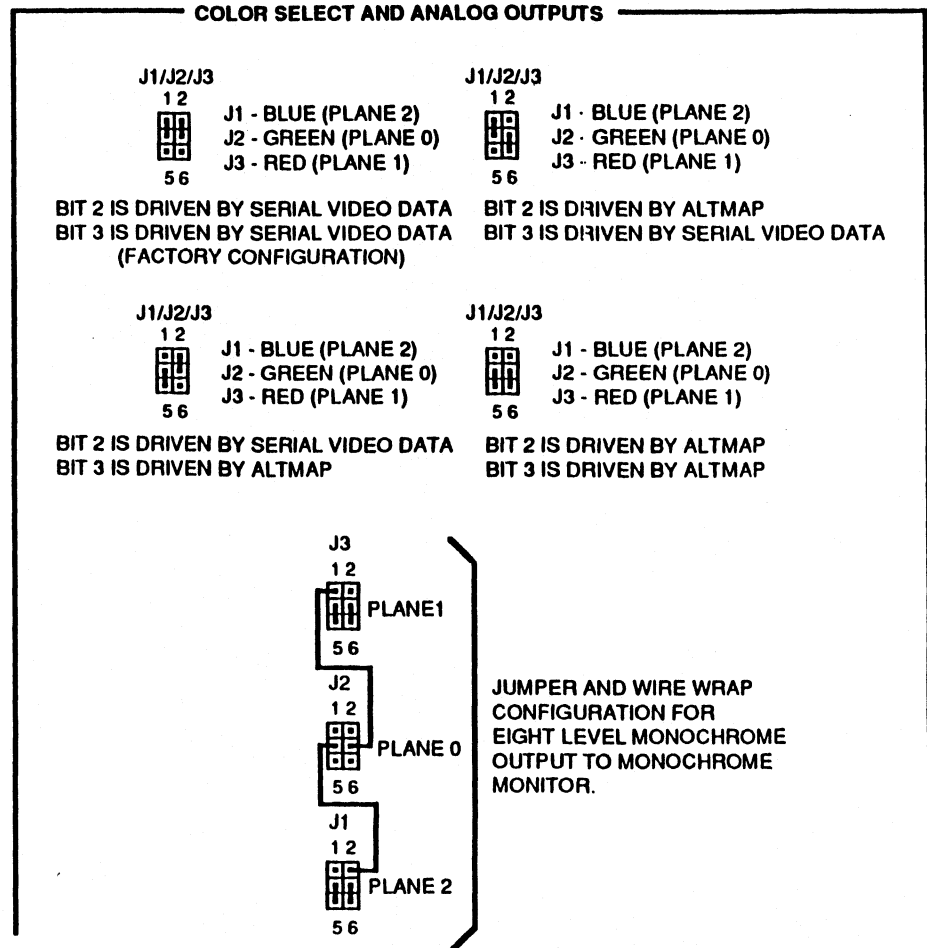 COLOR SELECT AND ANALOG OUTPUTS
J1/J2/J3
1 2
J1 - BLUE (PLANE 2)
J2 - GREEN (PLANE 0)
J3 - RED (PLANE 1)
5 6
BIT 2 IS DRIVEN BY SERIAL VIDEO DATA
BIT 3 IS DRIVEN BY SERIAL VIDEO DATA
(FACTORY CONFIGURATION)
J1/J2/J3
1 2
J1 - BLUE (PLANE 2)
J2 - GREEN (PLANE 0)
J3 - RED (PLANE 1)
5 6
BIT 2 IS DRIVEN BY ALTMAP
BIT 3 IS DRIVEN BY SERIAL VIDEO DATA
J1/J2/J3
1 2
J1 - BLUE (PLANE 2)
J2 - GREEN (PLANE 0)
J3 - RED (PLANE 1)
5 6
BIT 2 IS DRIVEN BY SERIAL VIDEO DATA
BIT 3 IS DRIVEN BY ALTMAP
J1/J2/J3
1 2
J1 - BLUE (PLANE 2)
J2 - GREEN (PLANE 0)
J3 - RED (PLANE 1)
5 6
BIT 2 IS DRIVEN BY ALTMAP
BIT 3 IS DRIVEN BY ALTMAP
J3
1 2
PLANE1
5 6
J2
1 2
PLANE 0
5 6
J1
1 2
PLANE 2
5 6
JUMPER AND WIRE WRAP
CONFIGURATION FOR
EIGHT LEVEL MONOCHROME
OUTPUT TO MONOCHROME
MONITOR.